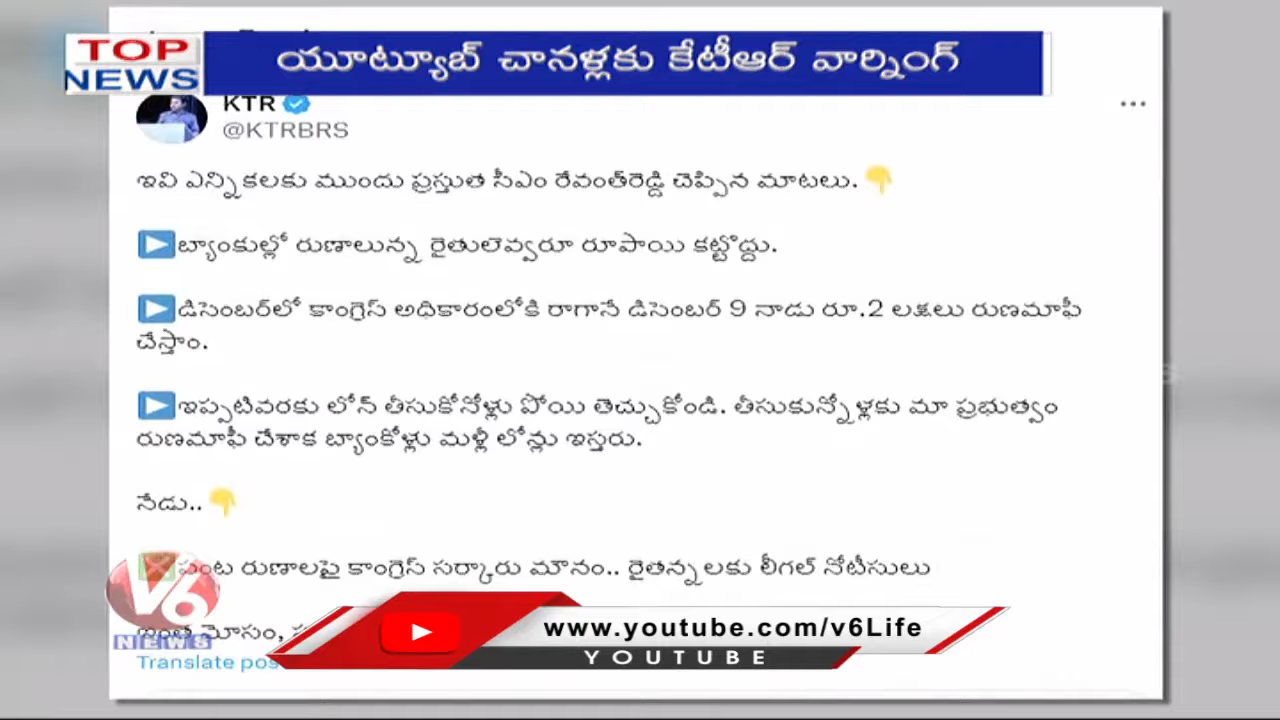 TOP
NEWS
యూట్యూబ్ చానళ్లకు కేటీఆర్ వార్నింగ్
KTR
@KTRBRS
ఇవి ఎన్నికలకు ముందు ప్రస్తుత సీఎం రేవంత్‌రెడ్డి చెప్పిన మాటలు. 👇
▶️బ్యాంకుల్లో రుణాలున్న రైతులెవ్వరూ రూపాయి కట్టొద్దు.
▶️డిసెంబర్‌లో కాంగ్రెస్ అధికారంలోకి రాగానే డిసెంబర్ 9 నాడు రూ.2 లక్షలు రుణమాఫీ
చేస్తాం.
▶️ఇప్పటివరకు లోన్ తీసుకోనోళ్లు పోయి తెచ్చుకోండి. తీసుకున్నోళ్లకు మా ప్రభుత్వం
రుణమాఫీ చేశాక బ్యాంకోళ్లు మళ్లీ లోన్లు ఇస్తరు.
నేడు.. 👇
పంట రుణాలపై కాంగ్రెస్ సర్కారు మౌనం.. రైతన్నలకు లీగల్ నోటీసులు
మోసం,
Translate pos
V6
NEWS
www.youtube.com/v6Life
YOUTUBE